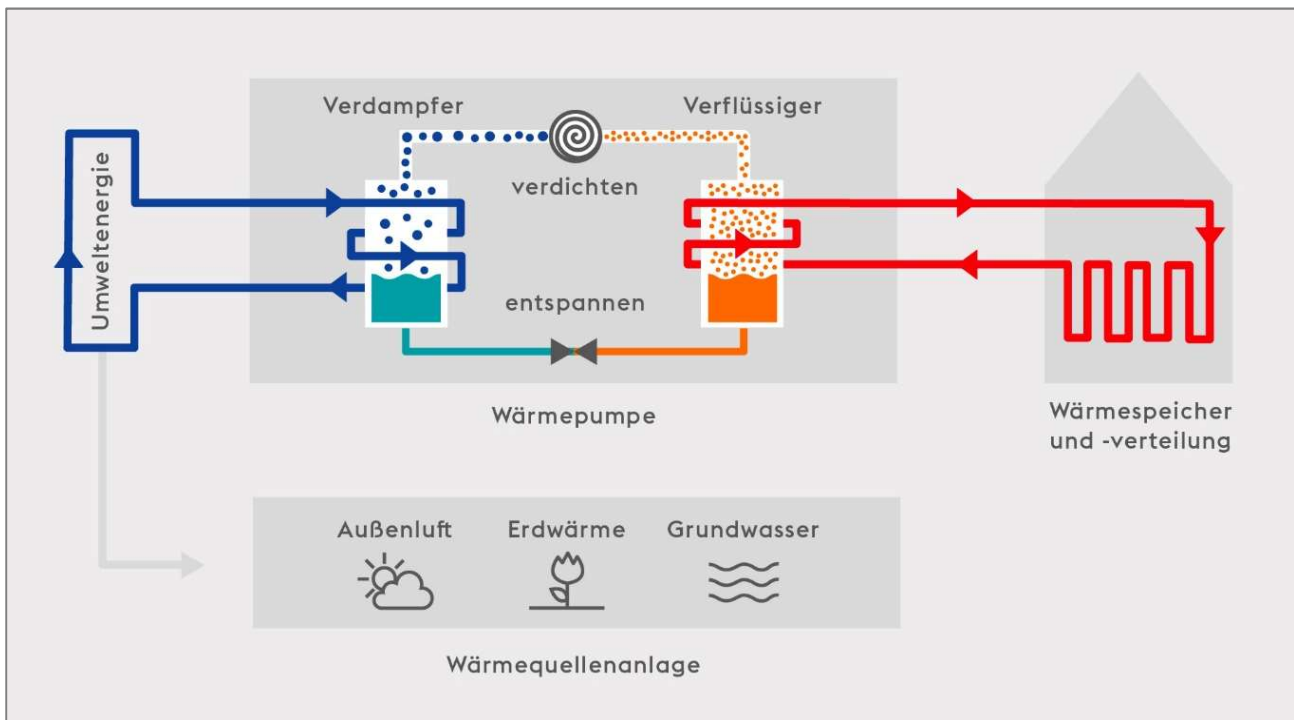 Verdampfer
Verflüssiger
Umweltenergie
verdichten
entspannen
Wärmepumpe
Wärmespeicher
und -verteilung
Außenluft
Erdwärme
Grundwasser
Wärmequellenanlage